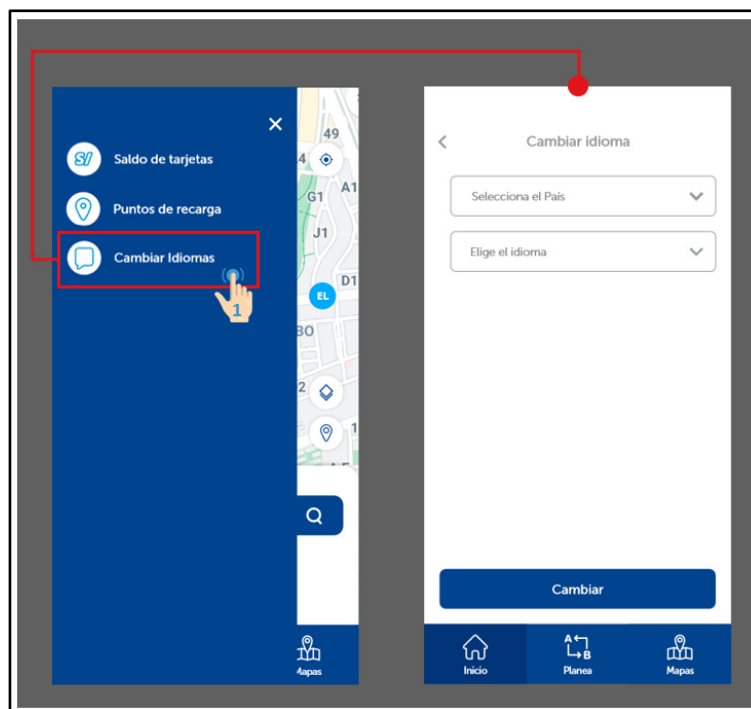 S/
Saldo de tarjetas
Puntos de recarga
Cambiar Idiomas
1
49
4
G1
A1
J1
D1
EL
BO
2
1
Mapas
Cambiar idioma
Selecciona el País
Elige el idioma
Cambiar
A
B
Inicio
Planea
Mapas